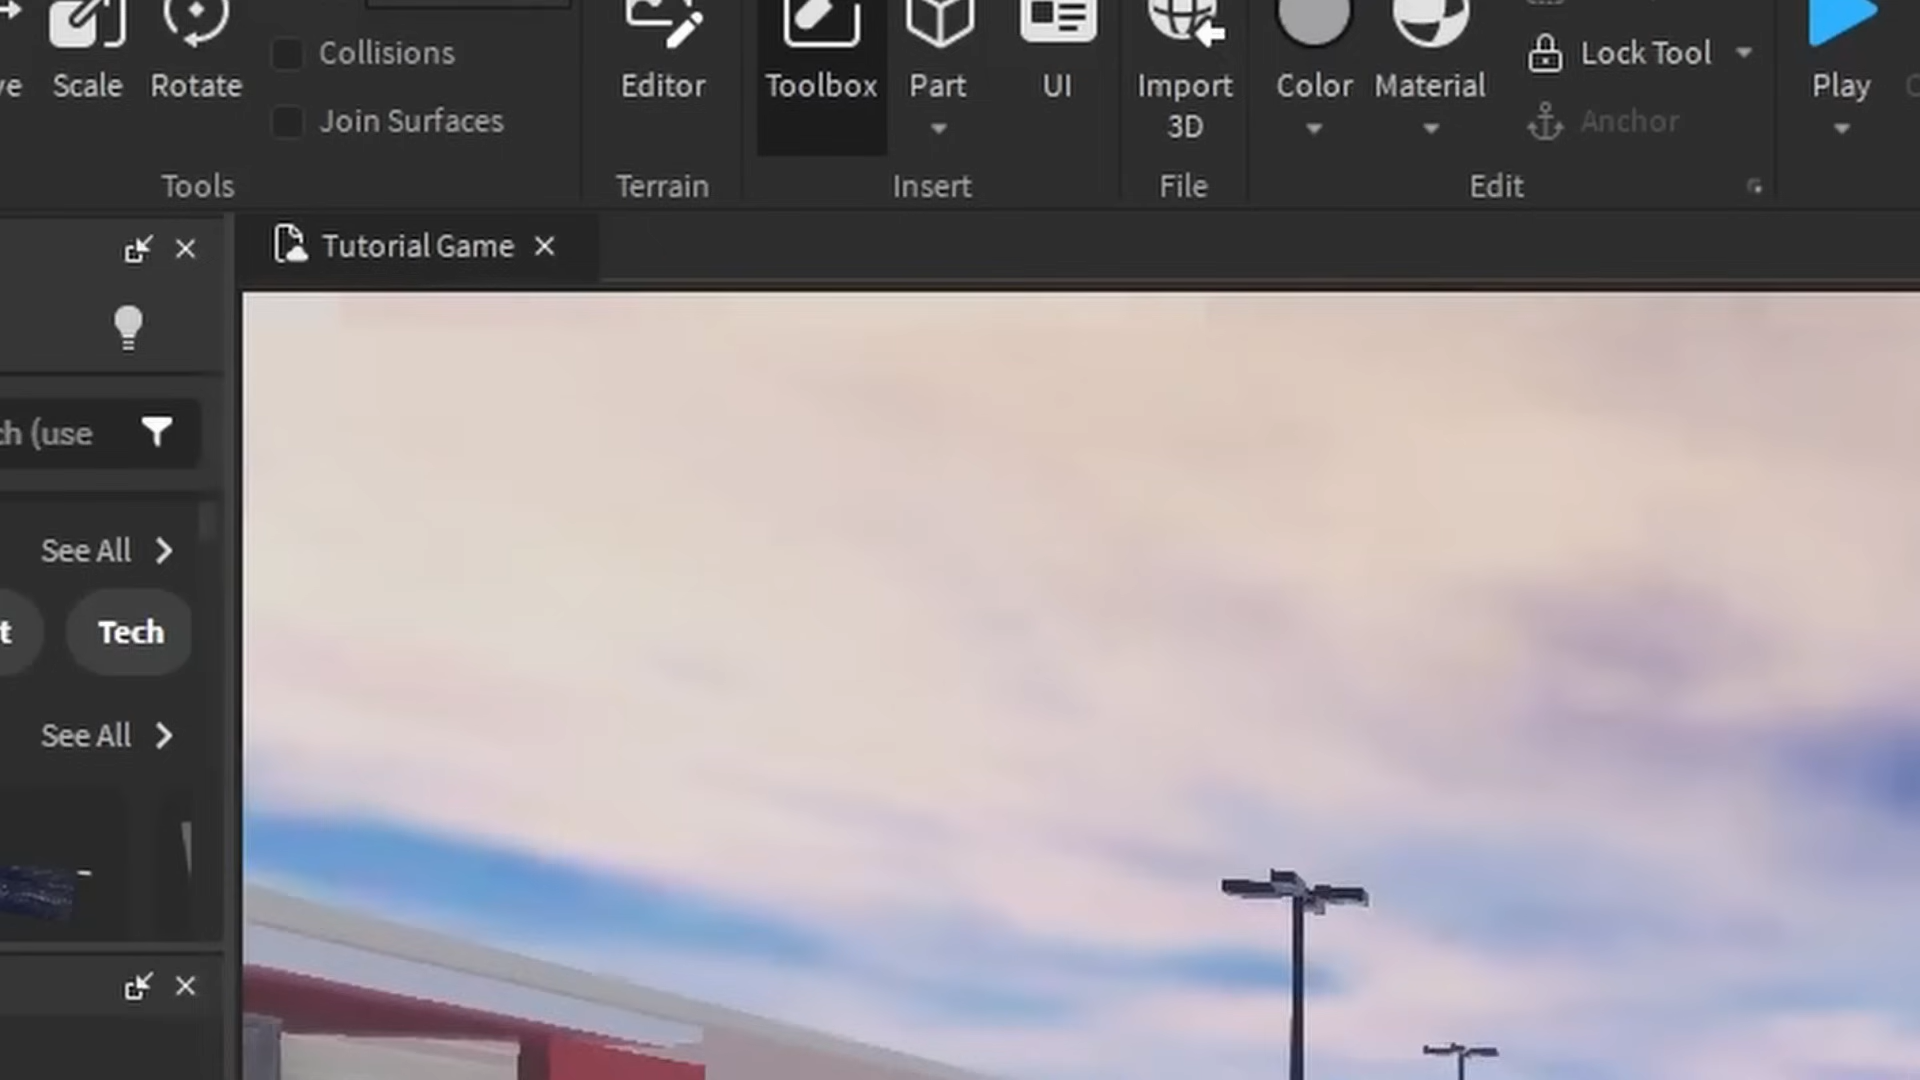 Collisions
Join Surfaces
Scale
Rotate
Tools
Editor
Terrain
Toolbox
Part
UI
Insert
Import
3D
File
Color
Material
Lock Tool
Anchor
Edit
Play
Tutorial Game
(use
See All
Tech
See All